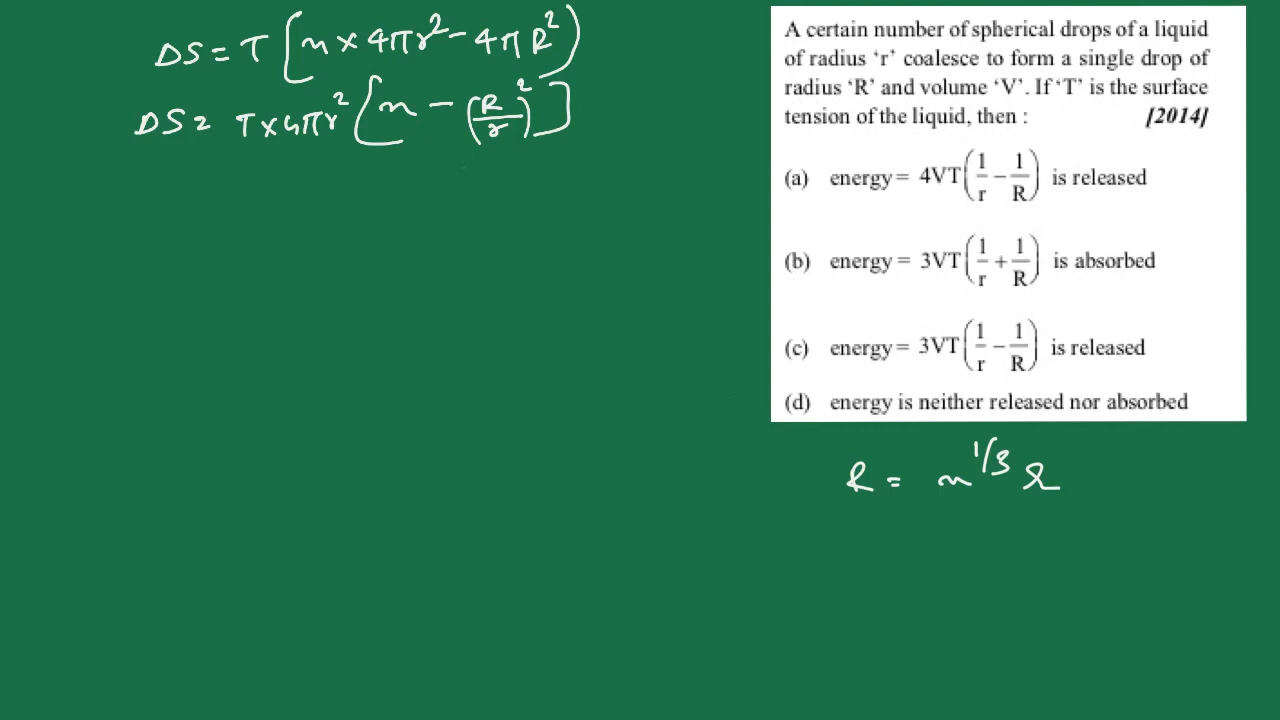 DS = T [n × 4πr² - 4πR²)
DS = T × 4πr² [n - (R/r)²]
A certain number of spherical drops of a liquid
of radius ‘r’ coalesce to form a single drop of
radius ‘R’ and volume ‘V’. If ‘T’ is the surface
tension of the liquid, then : [2014]
(a) energy = 4VT(1/r − 1/R) is released
(b) energy = 3VT(1/r + 1/R) is absorbed
(c) energy = 3VT(1/r − 1/R) is released
(d) energy is neither released nor absorbed
R = n^1/3 r